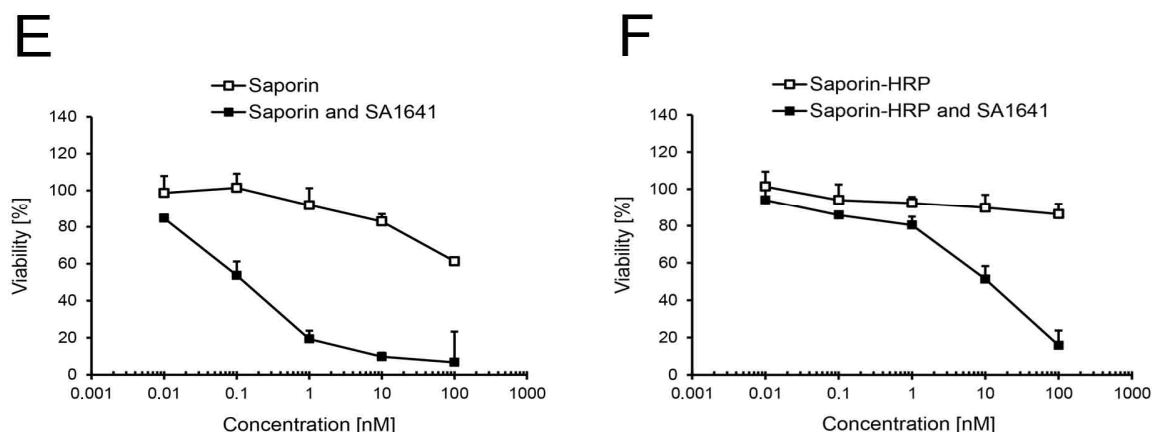 E
Saporin
Saporin and SA1641
140
120
100
80
60
40
20
0
Viability [%]
0.001 0.01 0.1 1 10 100 1000
Concentration [nM]
F
Saporin-HRP
Saporin-HRP and SA1641
140
120
100
80
60
40
20
0
Viability [%]
0.001 0.01 0.1 1 10 100 1000
Concentration [nM]